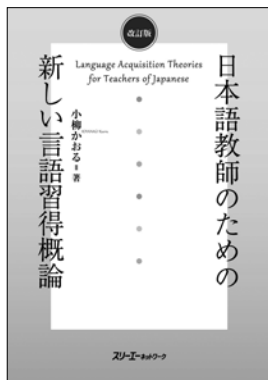 改訂版
Language Acquisition Theories
for Teachers of Japanese
日本語教師のための
新しい言語習得概論
小柳かおる■著
スリーエーネットワーク